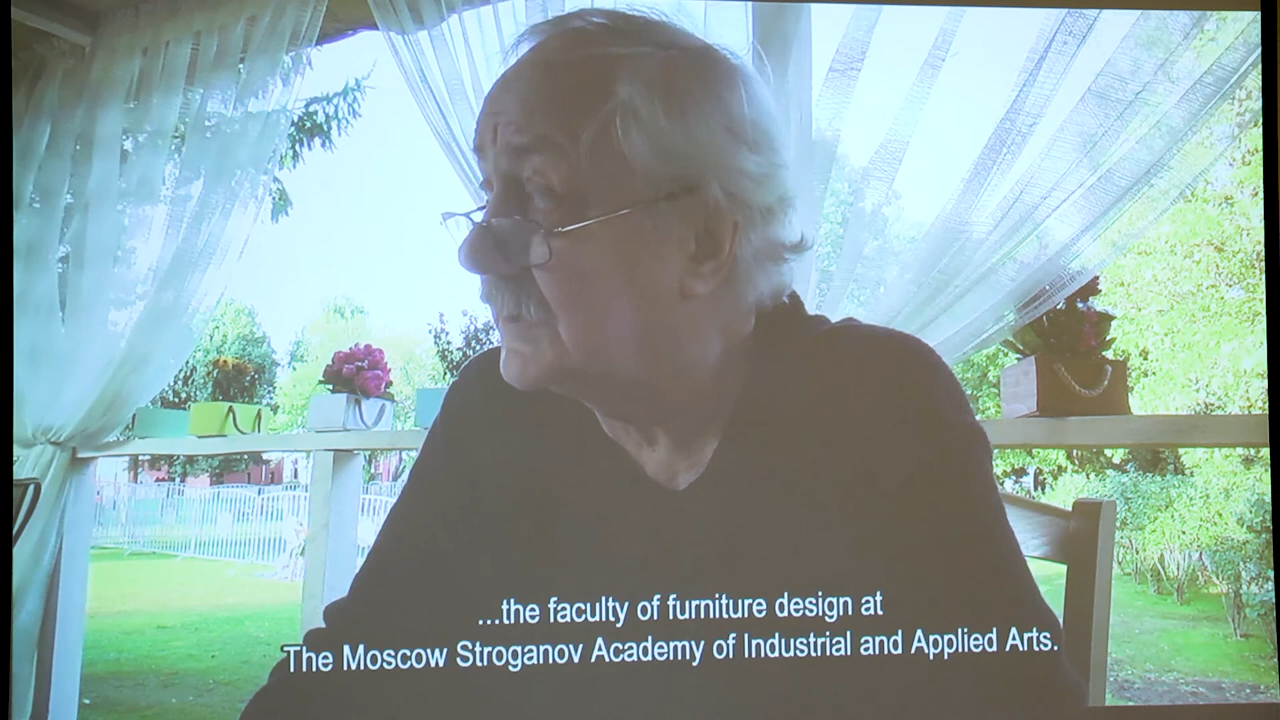 ...the faculty of furniture design at
The Moscow Stroganov Academy of Industrial and Applied Arts.